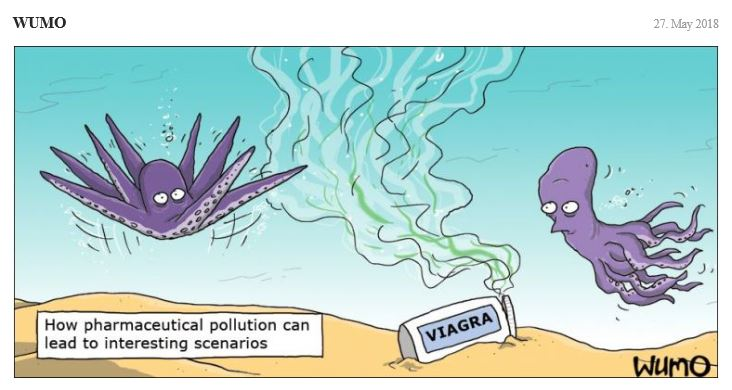 WUMO
27. May 2018
VIAGRA
How pharmaceutical pollution can
lead to interesting scenarios
wumo